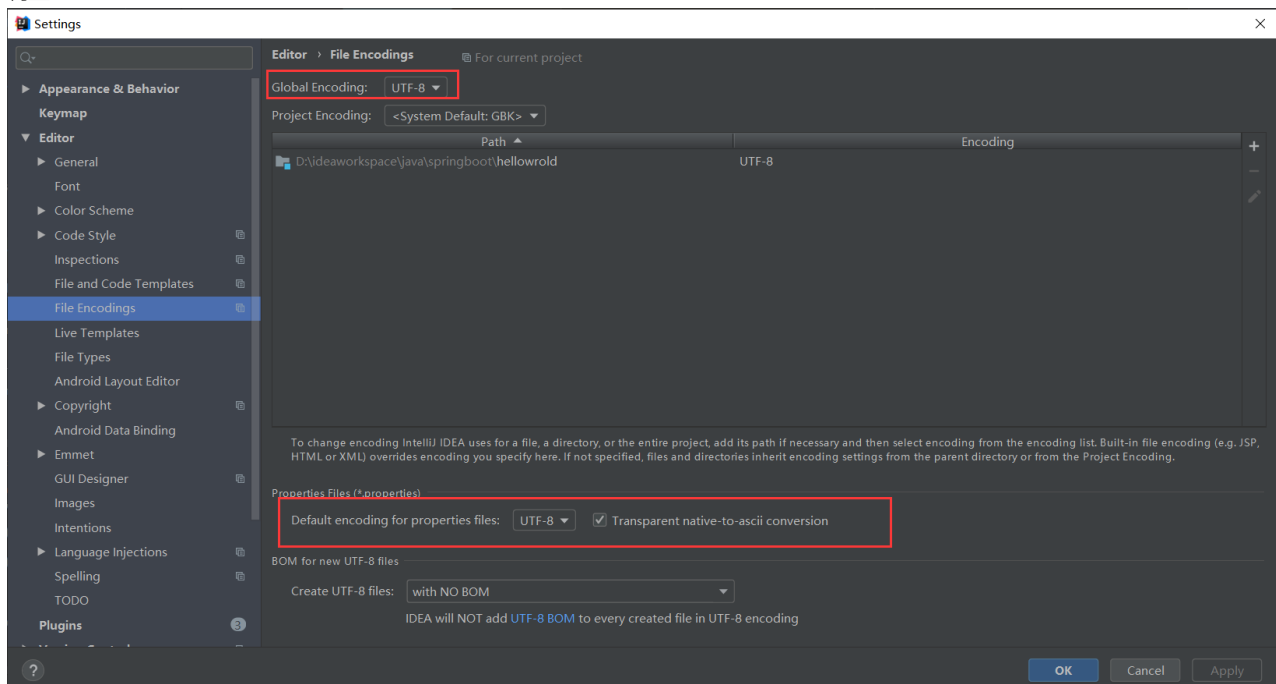 Settings
Editor › File Encodings For current project
Global Encoding: UTF-8
Project Encoding: <System Default: GBK>
Path Encoding
D:\ideaworkspace\java\springboot\hellowrold UTF-8
Appearance & Behavior
Keymap
Editor
General
Font
Color Scheme
Code Style
Inspections
File and Code Templates
File Encodings
Live Templates
File Types
Android Layout Editor
Copyright
Android Data Binding
Emmet
GUI Designer
Images
Intentions
Language Injections
Spelling
TODO
Plugins 3
To change encoding IntelliJ IDEA uses for a file, a directory, or the entire project, add its path if necessary and then select encoding from the encoding list. Built-in file encoding (e.g. JSP,
HTML or XML) overrides encoding you specify here. If not specified, files and directories inherit encoding settings from the parent directory or from the Project Encoding.
Properties Files (*.properties)
Default encoding for properties files: UTF-8 Transparent native-to-ascii conversion
BOM for new UTF-8 files
Create UTF-8 files: with NO BOM
IDEA will NOT add UTF-8 BOM to every created file in UTF-8 encoding
? OK Cancel Apply